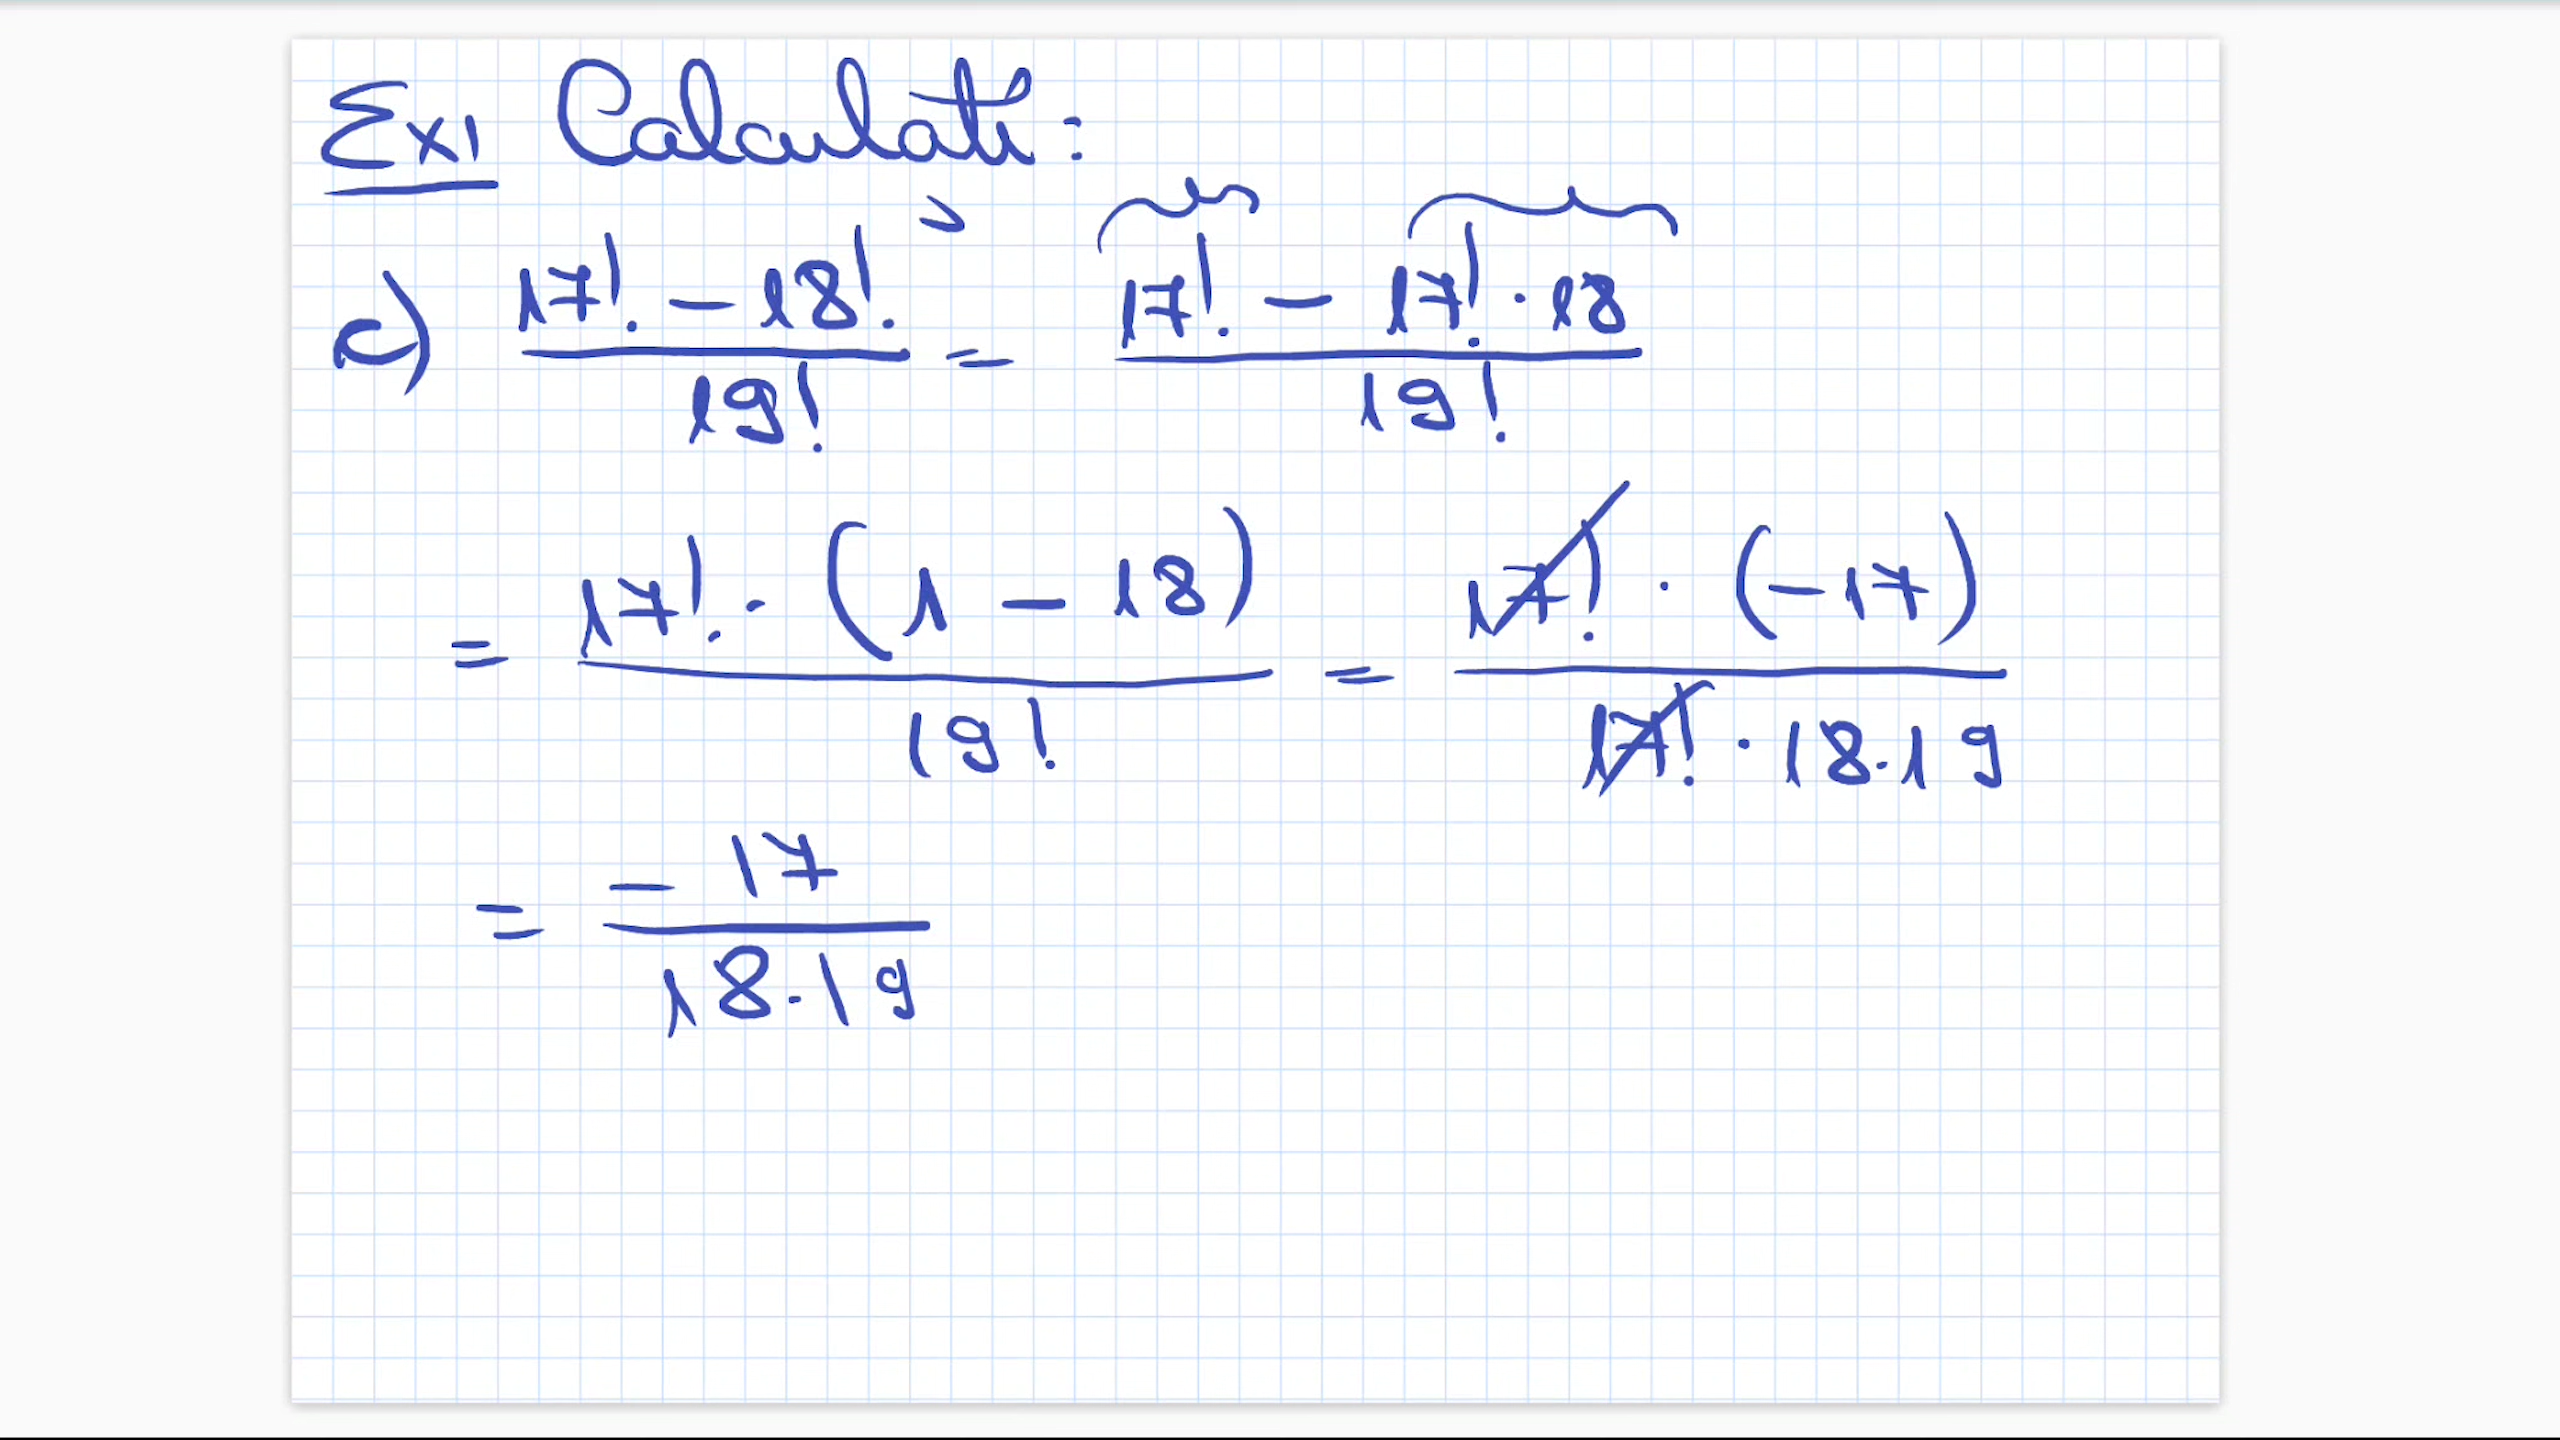 Ex1 Calculați:
c) (17! - 18!) / 19! = (17! - 17! · 18) / 19!
= (17! · (1 - 18)) / 19! = (17! · (-17)) / (17! · 18 · 19)
= -17 / (18 · 19)